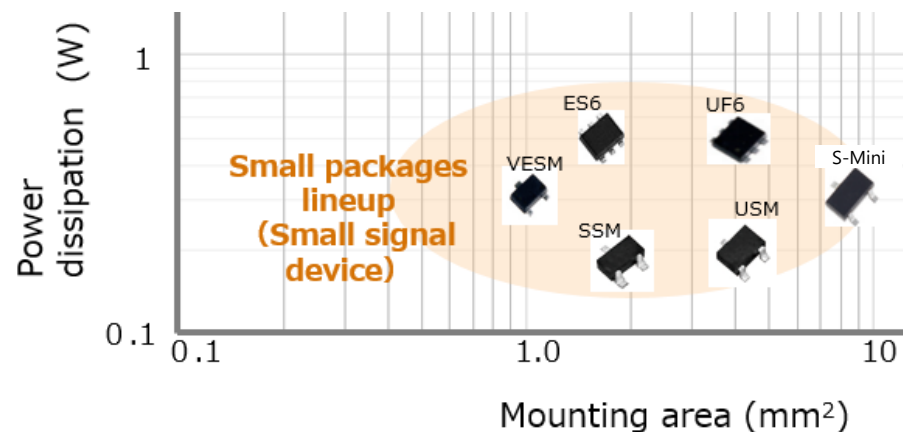 Power
dissipation (W)
1
0.1
ES6
UF6
VESM
S-Mini
SSM
USM
Small packages
lineup
（Small signal
device）
0.1
1.0
10
Mounting area (mm²)